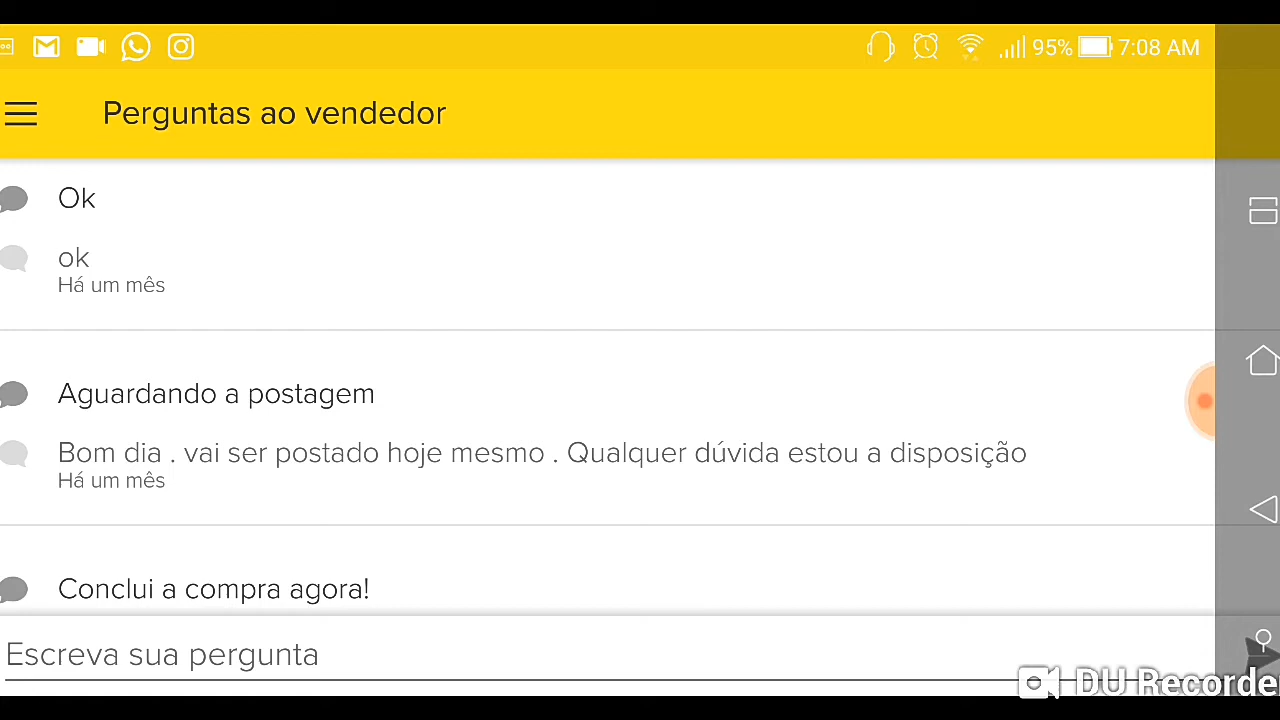 95% 7:08 AM
Perguntas ao vendedor
Ok
ok
Há um mês
Aguardando a postagem
Bom dia . vai ser postado hoje mesmo . Qualquer dúvida estou a disposição
Há um mês
Conclui a compra agora!
Escreva sua pergunta
DU Recorde